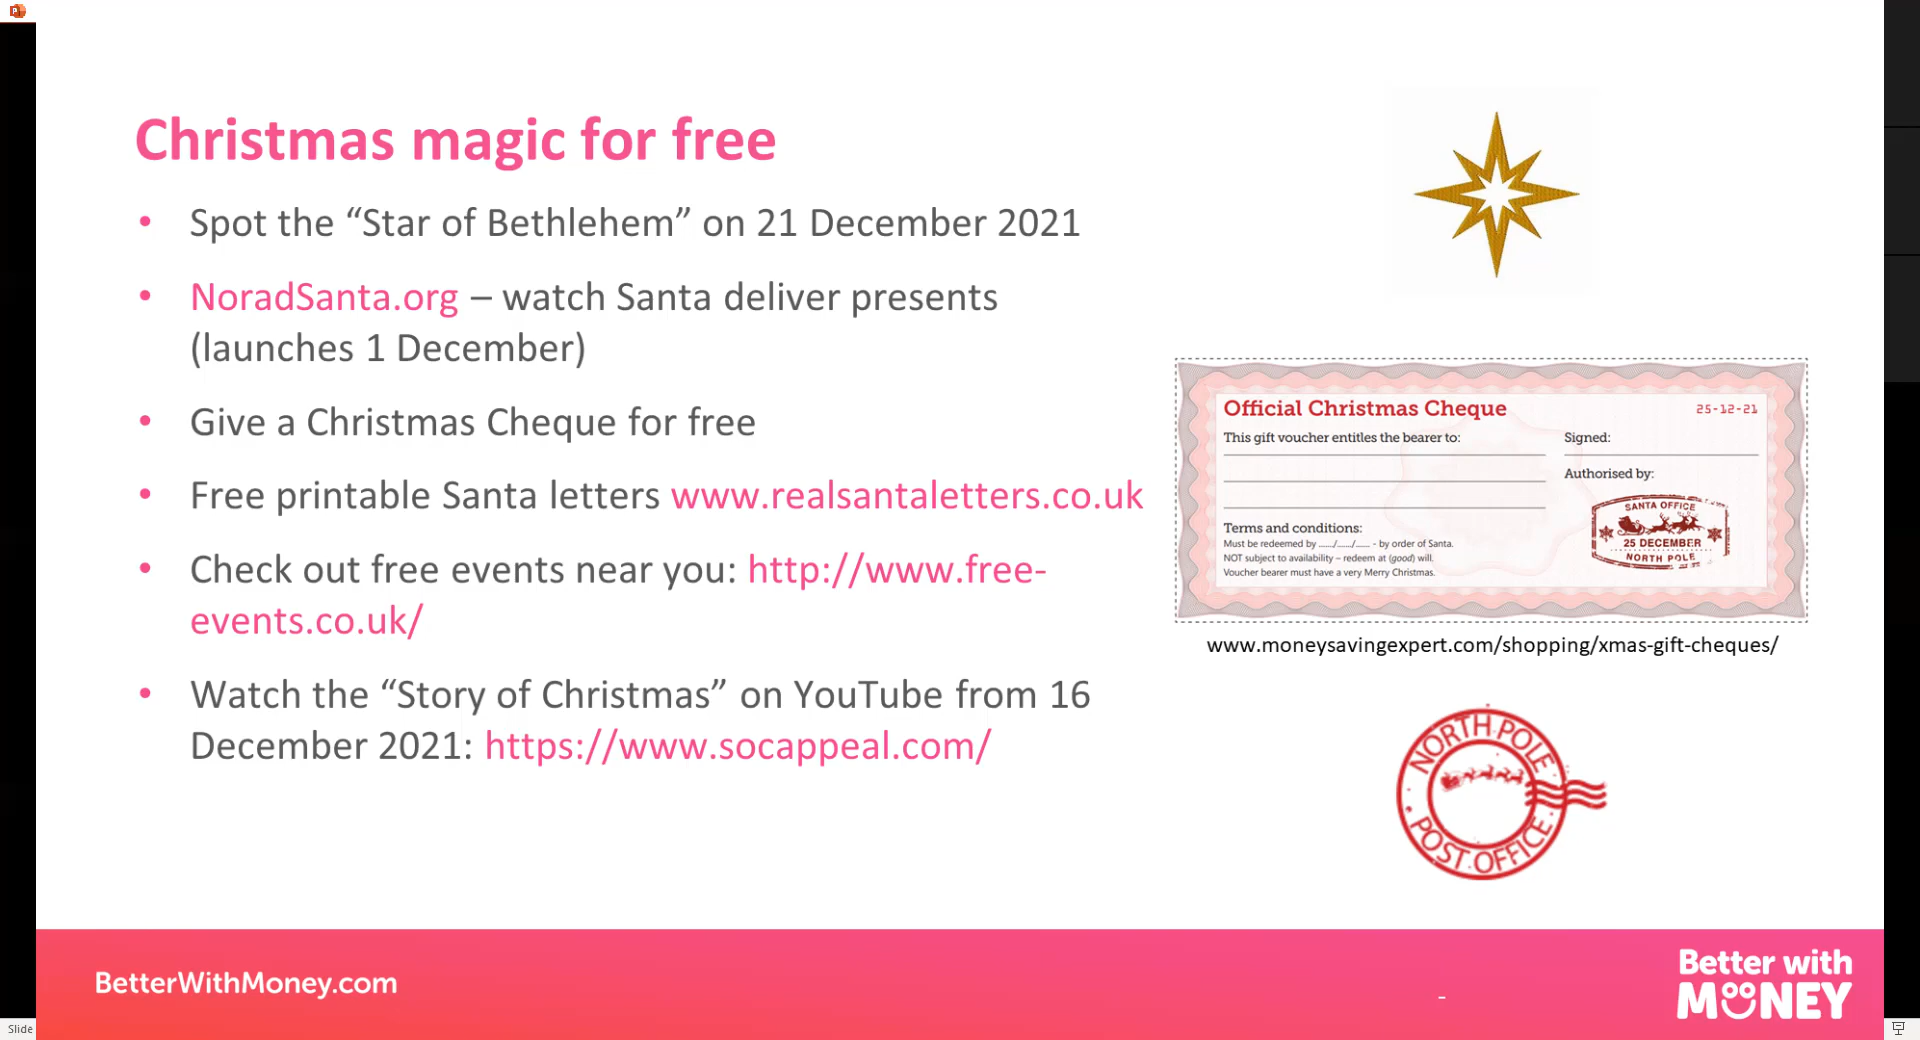 Christmas magic for free
• Spot the “Star of Bethlehem” on 21 December 2021
• NoradSanta.org – watch Santa deliver presents
(launches 1 December)
• Give a Christmas Cheque for free
• Free printable Santa letters www.realsantaletters.co.uk
• Check out free events near you: http://www.free-
events.co.uk/
• Watch the “Story of Christmas” on YouTube from 16
December 2021: https://www.socappeal.com/
Official Christmas Cheque
25-12-21
This gift voucher entitles the bearer to:
Signed:
Authorised by:
Terms and conditions:
Must be redeemed by ....../....../...... - by order of Santa.
NOT subject to availability – redeem at (good) will.
Voucher bearer must have a very Merry Christmas.
SANTA OFFICE
25 DECEMBER
NORTH POLE
www.moneysavingexpert.com/shopping/xmas-gift-cheques/
NORTH POLE
POST OFFICE
BetterWithMoney.com
-
Better with
MONEY
Slide